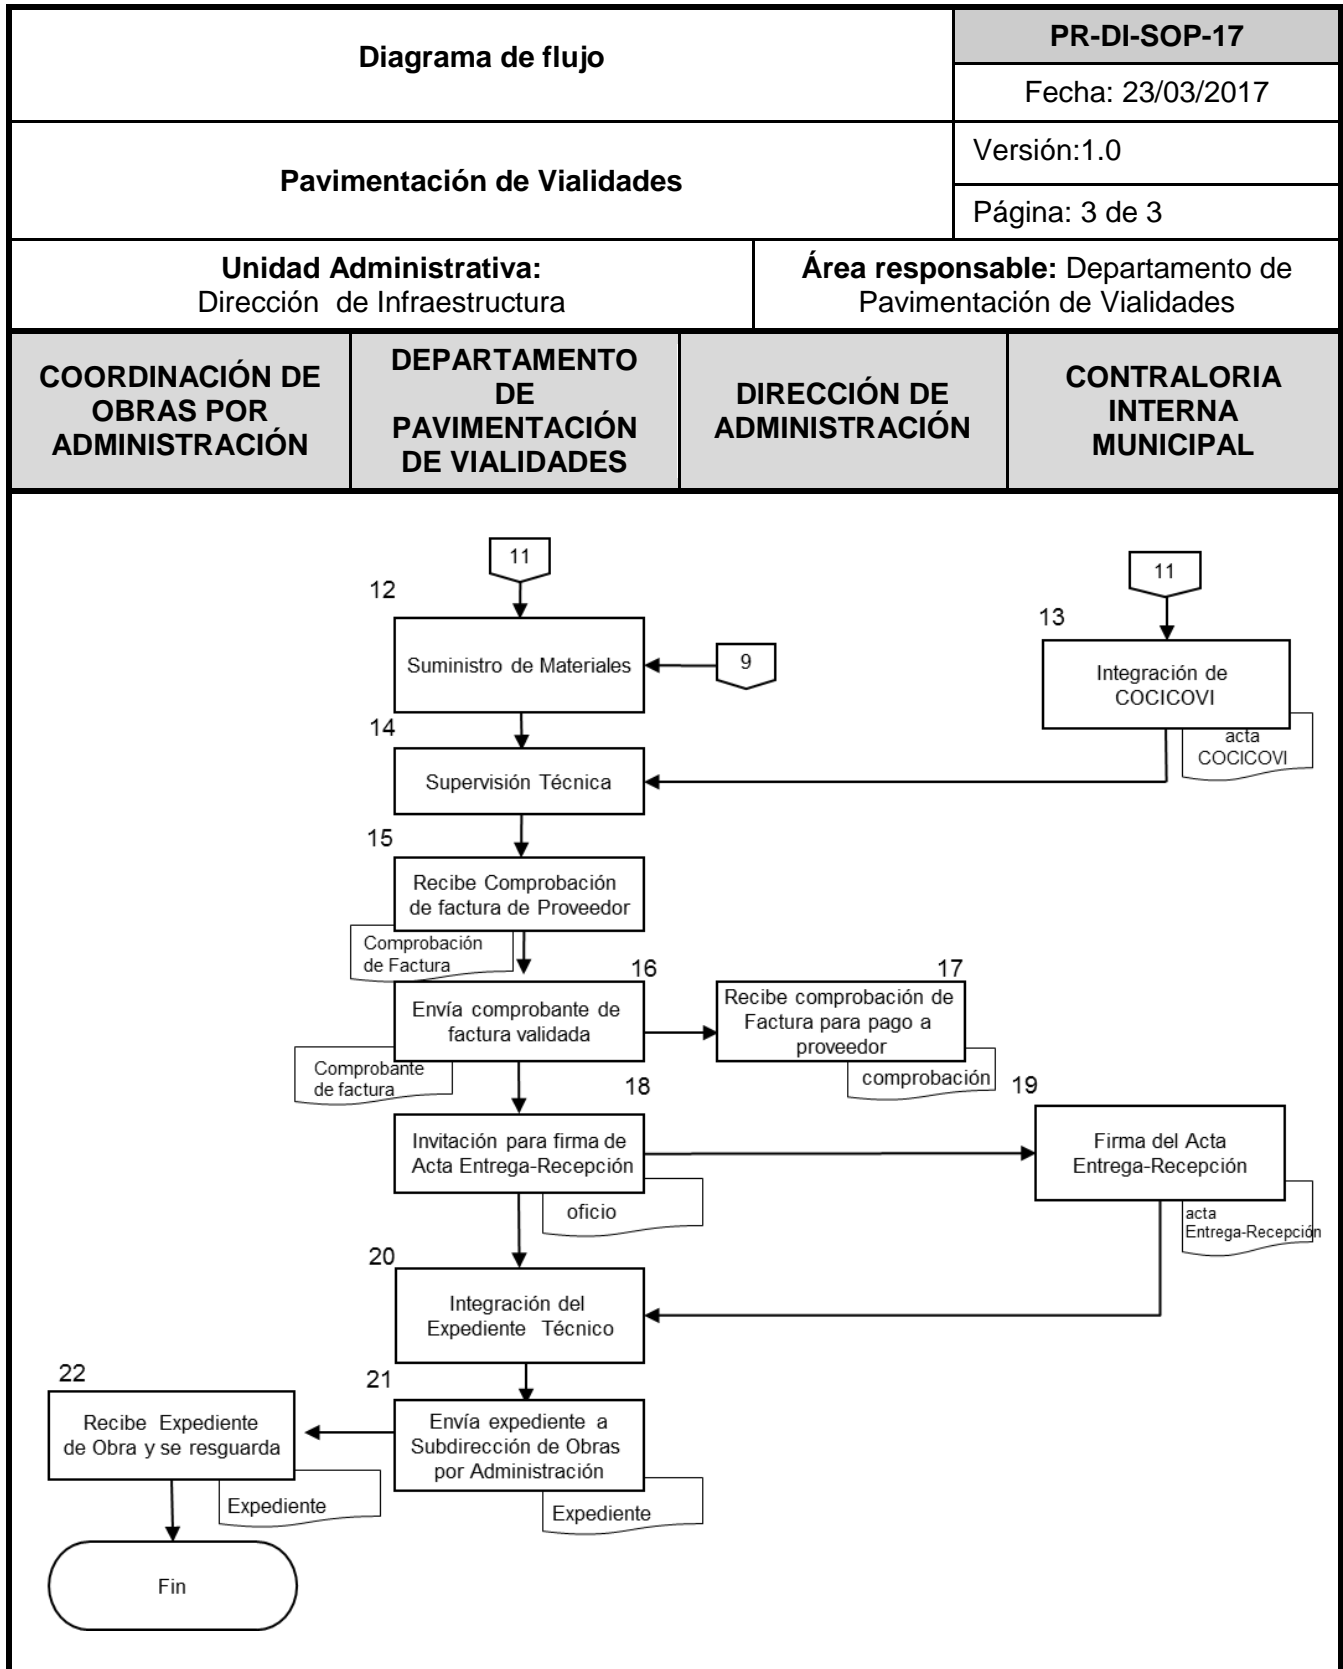 Diagrama de flujo
PR-DI-SOP-17
Fecha: 23/03/2017
Pavimentación de Vialidades
Versión:1.0
Página: 3 de 3
Unidad Administrativa:
Dirección de Infraestructura
Área responsable: Departamento de
Pavimentación de Vialidades
COORDINACIÓN DE
OBRAS POR
ADMINISTRACIÓN
DEPARTAMENTO
DE
PAVIMENTACIÓN
DE VIALIDADES
DIRECCIÓN DE
ADMINISTRACIÓN
CONTRALORIA
INTERNA
MUNICIPAL
11
11
12
Suministro de Materiales
9
13
Integración de
COCICOVI
acta
COCICOVI
14
Supervisión Técnica
15
Recibe Comprobación
de factura de Proveedor
Comprobación
de Factura
16
Envía comprobante de
factura validada
Comprobante
de factura
17
Recibe comprobación de
Factura para pago a
proveedor
comprobación
18
Invitación para firma de
Acta Entrega-Recepción
oficio
19
Firma del Acta
Entrega-Recepción
acta
Entrega-Recepción
20
Integración del
Expediente Técnico
21
Envía expediente a
Subdirección de Obras
por Administración
Expediente
22
Recibe Expediente
de Obra y se resguarda
Expediente
Fin